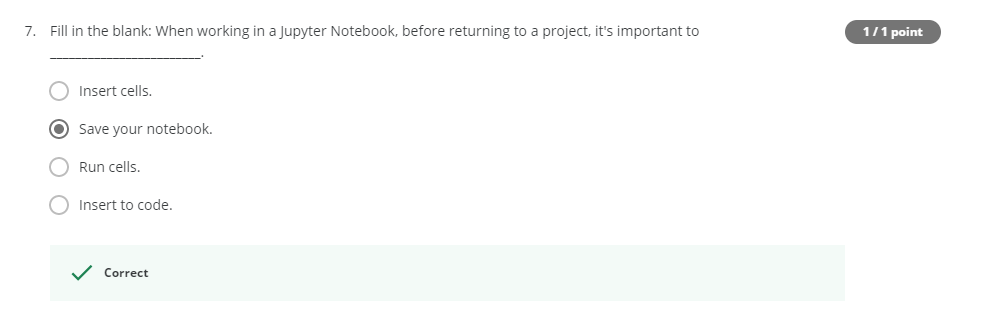 7. Fill in the blank: When working in a Jupyter Notebook, before returning to a project, it's important to
________________________.
1 / 1 point
Insert cells.
Save your notebook.
Run cells.
Insert to code.
Correct